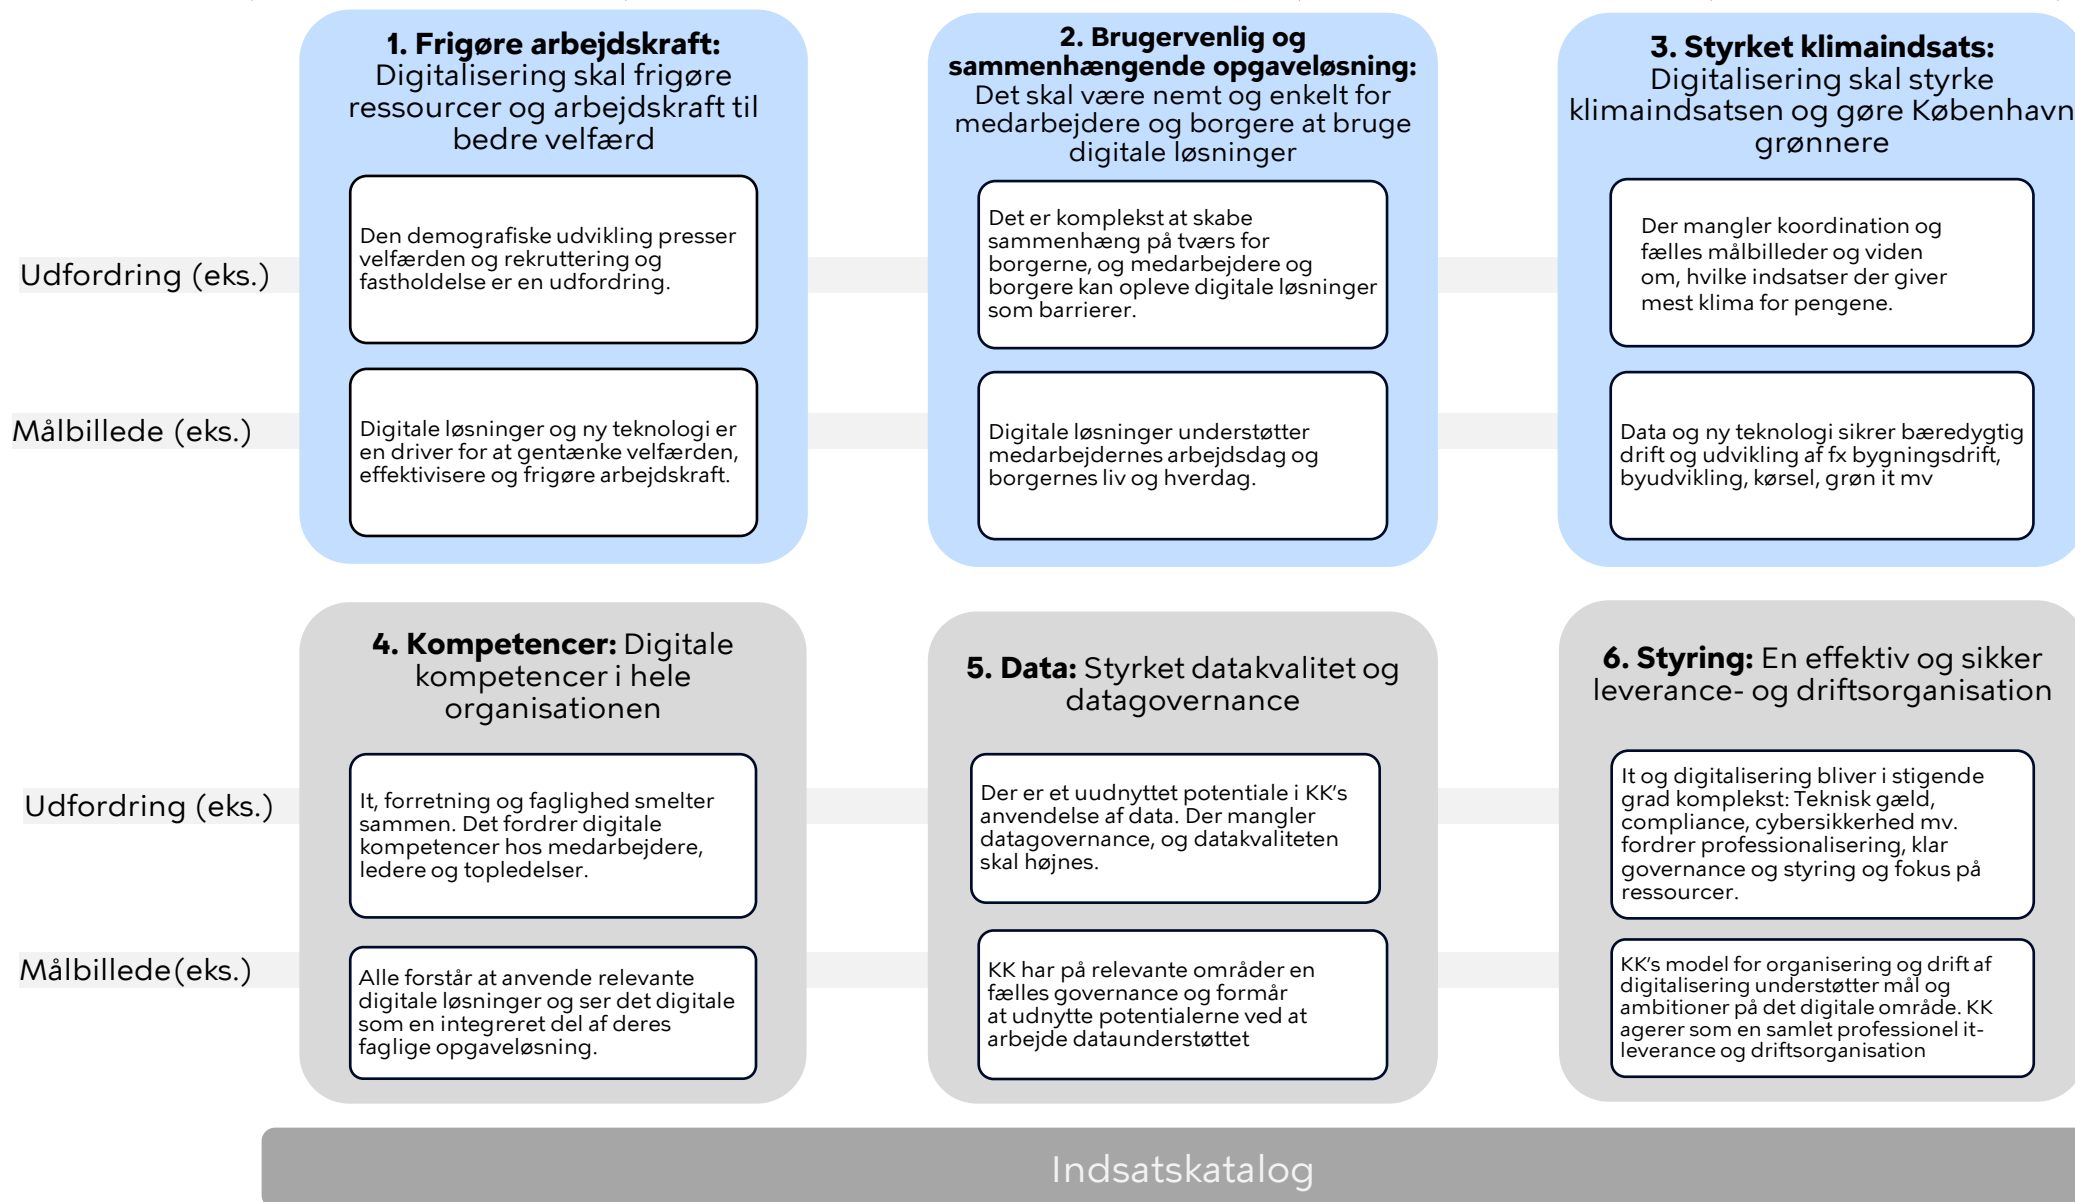 1. Frigøre arbejdskraft:
Digitalisering skal frigøre
ressourcer og arbejdskraft til
bedre velfærd
2. Brugervenlig og
sammenhængende opgaveløsning:
Det skal være nemt og enkelt for
medarbejdere og borgere at bruge
digitale løsninger
3. Styrket klimaindsats:
Digitalisering skal styrke
klimaindsatsen og gøre København
grønnere
Udfordring (eks.)
Den demografiske udvikling presser
velfærden og rekruttering og
fastholdelse er en udfordring.
Det er komplekst at skabe
sammenhæng på tværs for
borgerne, og medarbejdere og
borgere kan opleve digitale løsninger
som barrierer.
Der mangler koordination og
fælles målbilleder og viden
om, hvilke indsatser der giver
mest klima for pengene.
Målbillede (eks.)
Digitale løsninger og ny teknologi er
en driver for at gentænke velfærden,
effektivisere og frigøre arbejdskraft.
Digitale løsninger understøtter
medarbejdernes arbejdsdag og
borgernes liv og hverdag.
Data og ny teknologi sikrer bæredygtig
drift og udvikling af fx bygningsdrift,
byudvikling, kørsel, grøn it mv
4. Kompetencer: Digitale
kompetencer i hele
organisationen
5. Data: Styrket datakvalitet og
datagovernance
6. Styring: En effektiv og sikker
leverance- og driftsorganisation
Udfordring (eks.)
It, forretning og faglighed smelter
sammen. Det fordrer digitale
kompetencer hos medarbejdere,
ledere og topledelser.
Der er et uudnyttet potentiale i KK's
anvendelse af data. Der mangler
datagovernance, og datakvaliteten
skal højnes.
It og digitalisering bliver i stigende
grad komplekst: Teknisk gæld,
compliance, cybersikkerhed mv.
fordrer professionalisering, klar
governance og styring og fokus på
ressourcer.
Målbillede(eks.)
Alle forstår at anvende relevante
digitale løsninger og ser det digitale
som en integreret del af deres
faglige opgaveløsning.
KK har på relevante områder en
fælles governance og formår
at udnytte potentialerne ved at
arbejde dataunderstøttet
KK's model for organisering og drift af
digitalisering understøtter mål og
ambitioner på det digitale område. KK
agerer som en samlet professionel it-
leverance og driftsorganisation
Indsatskatalog